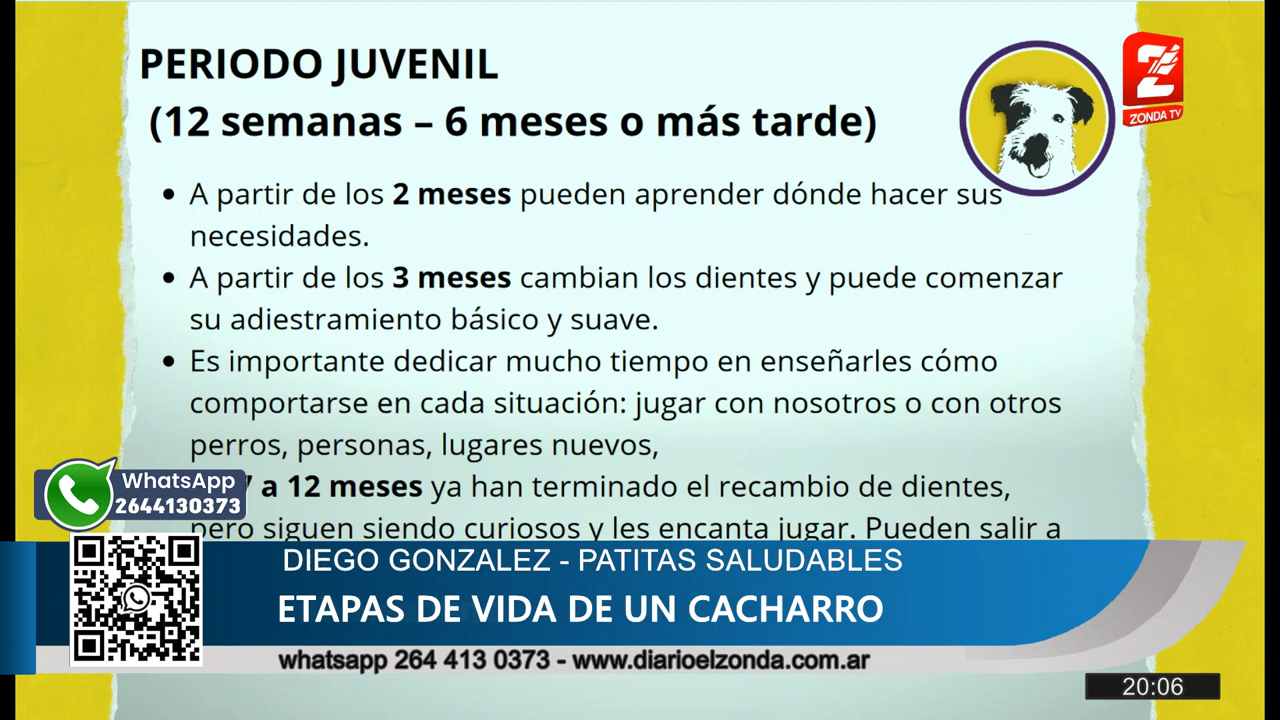 PERIODO JUVENIL
(12 semanas – 6 meses o más tarde)
Z
ZONDA TV
• A partir de los 2 meses pueden aprender dónde hacer sus
necesidades.
• A partir de los 3 meses cambian los dientes y puede comenzar
su adiestramiento básico y suave.
• Es importante dedicar mucho tiempo en enseñarles cómo
comportarse en cada situación: jugar con nosotros o con otros
perros, personas, lugares nuevos,
7 a 12 meses ya han terminado el recambio de dientes,
pero siguen siendo curiosos y les encanta jugar. Pueden salir a
WhatsApp
2644130373
DIEGO GONZALEZ - PATITAS SALUDABLES
ETAPAS DE VIDA DE UN CACHARRO
whatsapp 264 413 0373 - www.diarioelzonda.com.ar
20:06